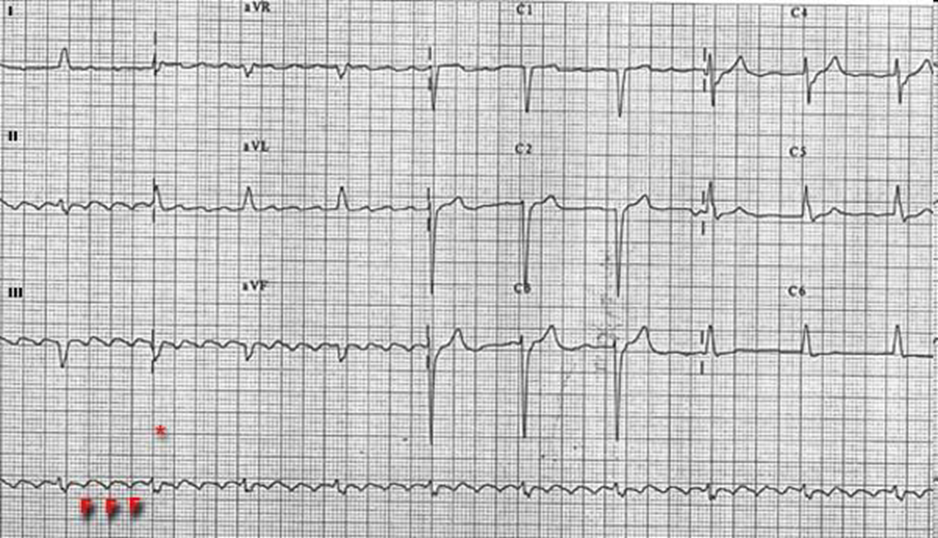 I aVR C1 C4
II aVL C2 C5
III aVF C3 C6
*
F F F